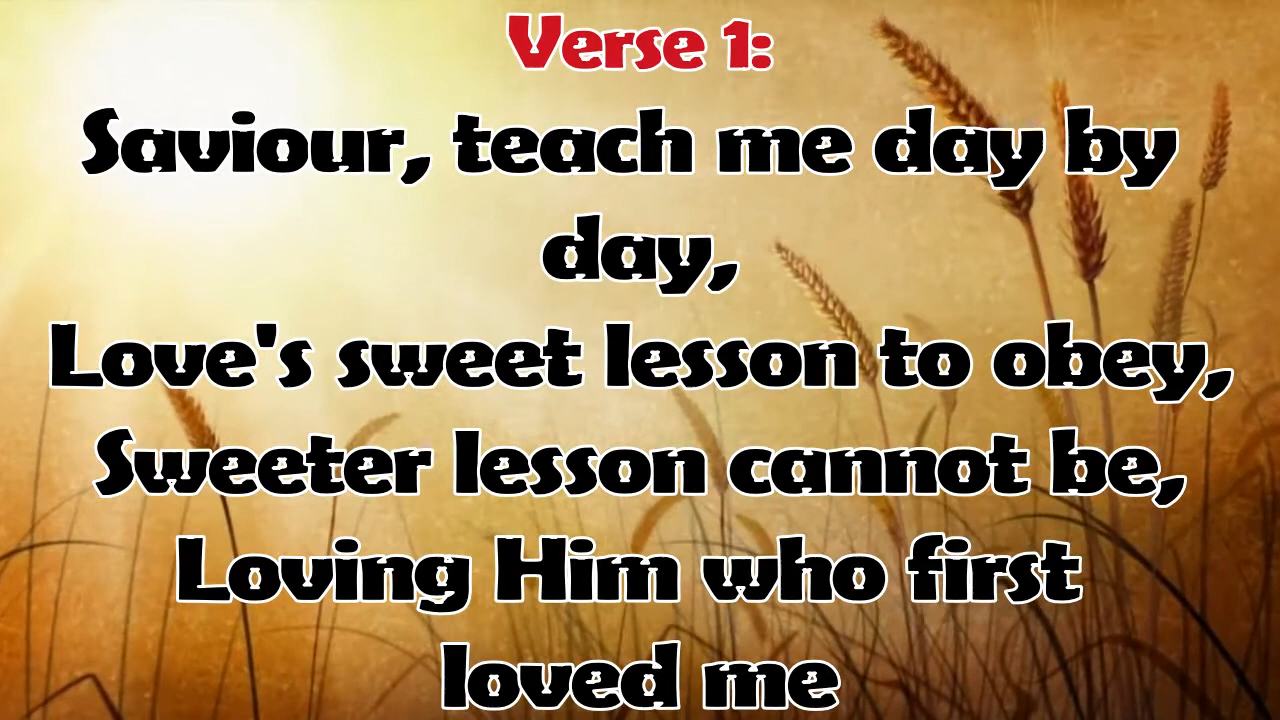 Verse 1:
Saviour, teach me day by
day,
Love's sweet lesson to obey,
Sweeter lesson cannot be,
Loving Him who first
loved me